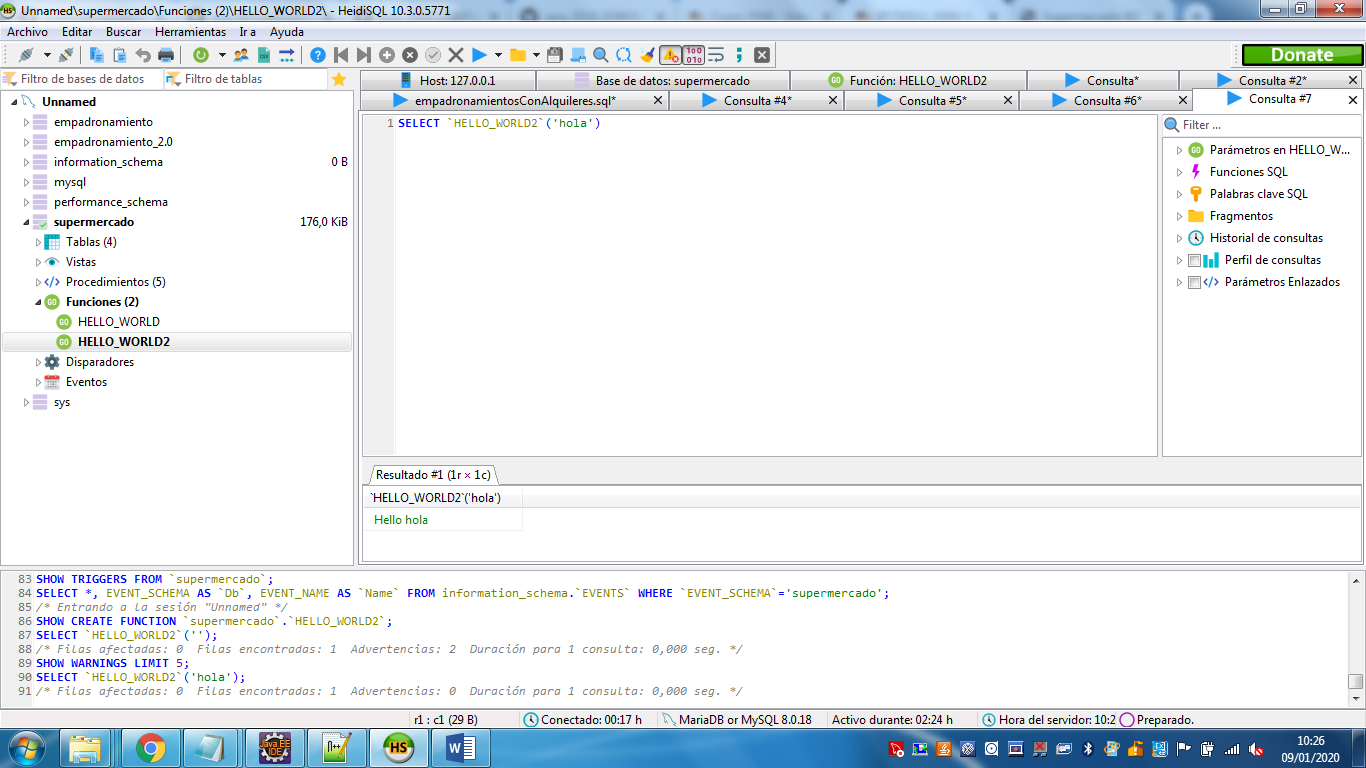 Unnamed\supermercado\Funciones (2)\HELLO_WORLD2\ - HeidiSQL 10.3.0.5771
Archivo Editar Buscar Herramientas Ir a Ayuda
Donate
Filtro de bases de datos
Filtro de tablas
Unnamed
empadronamiento
empadronamiento_2.0
information_schema 0 B
mysql
performance_schema
supermercado 176,0 KiB
Tablas (4)
Vistas
Procedimientos (5)
Funciones (2)
HELLO_WORLD
HELLO_WORLD2
Disparadores
Eventos
sys
Host: 127.0.0.1 Base de datos: supermercado Función: HELLO_WORLD2 Consulta* Consulta #2*
empadronamientosConAlquileres.sql* Consulta #4* Consulta #5* Consulta #6* Consulta #7
1 SELECT `HELLO_WORLD2`('hola')
Filter ...
Parámetros en HELLO_W...
Funciones SQL
Palabras clave SQL
Fragmentos
Historial de consultas
Perfil de consultas
Parámetros Enlazados
Resultado #1 (1r × 1c)
`HELLO_WORLD2`('hola')
Hello hola
83 SHOW TRIGGERS FROM `supermercado`;
84 SELECT *, EVENT_SCHEMA AS `Db`, EVENT_NAME AS `Name` FROM information_schema.`EVENTS` WHERE `EVENT_SCHEMA`='supermercado';
85 /* Entrando a la sesión "Unnamed" */
86 SHOW CREATE FUNCTION `supermercado`.`HELLO_WORLD2`;
87 SELECT `HELLO_WORLD2`('');
88 /* Filas afectadas: 0 Filas encontradas: 1 Advertencias: 2 Duración para 1 consulta: 0,000 seg. */
89 SHOW WARNINGS LIMIT 5;
90 SELECT `HELLO_WORLD2`('hola');
91 /* Filas afectadas: 0 Filas encontradas: 1 Advertencias: 0 Duración para 1 consulta: 0,000 seg. */
r1 : c1 (29 B) Conectado: 00:17 h MariaDB or MySQL 8.0.18 Activo durante: 02:24 h Hora del servidor: 10:2 Preparado.
10:26
09/01/2020